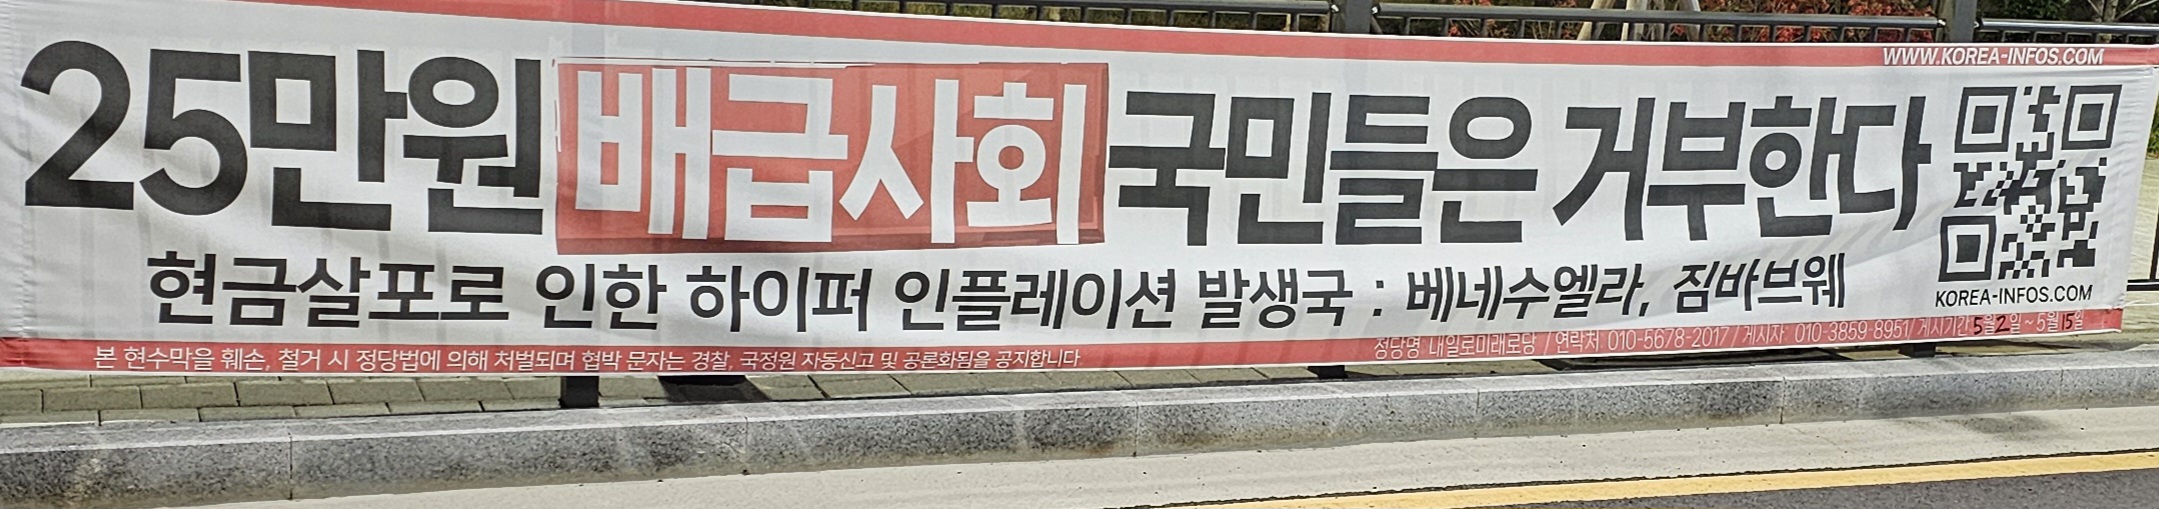 WWW.KOREA-INFOS.COM
25만원 배급사회 국민들은 거부한다
현금살포로 인한 하이퍼 인플레이션 발생국 : 베네수엘라, 짐바브웨
KOREA-INFOS.COM
본 현수막을 훼손, 철거 시 정당법에 의해 처벌되며 협박 문자는 경찰, 국정원 자동신고 및 공론화됨을 공지합니다.
정당명: 내일로미래로당 / 연락처: 010-5678-2017 / 게시자: 010-3859-8951/ 게시기간: 5월2일 ~ 5월 15일